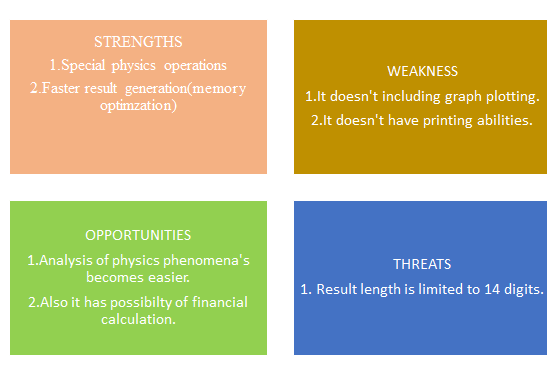 STRENGTHS
1.Special physics operations
2.Faster result generation(memory
optimzation)
WEAKNESS
1.It doesn't including graph plotting.
2.It doesn't have printing abilities.
OPPORTUNITIES
1.Analysis of physics phenomena's
becomes easier.
2.Also it has possibilty of financial
calculation.
THREATS
1. Result length is limited to 14 digits.